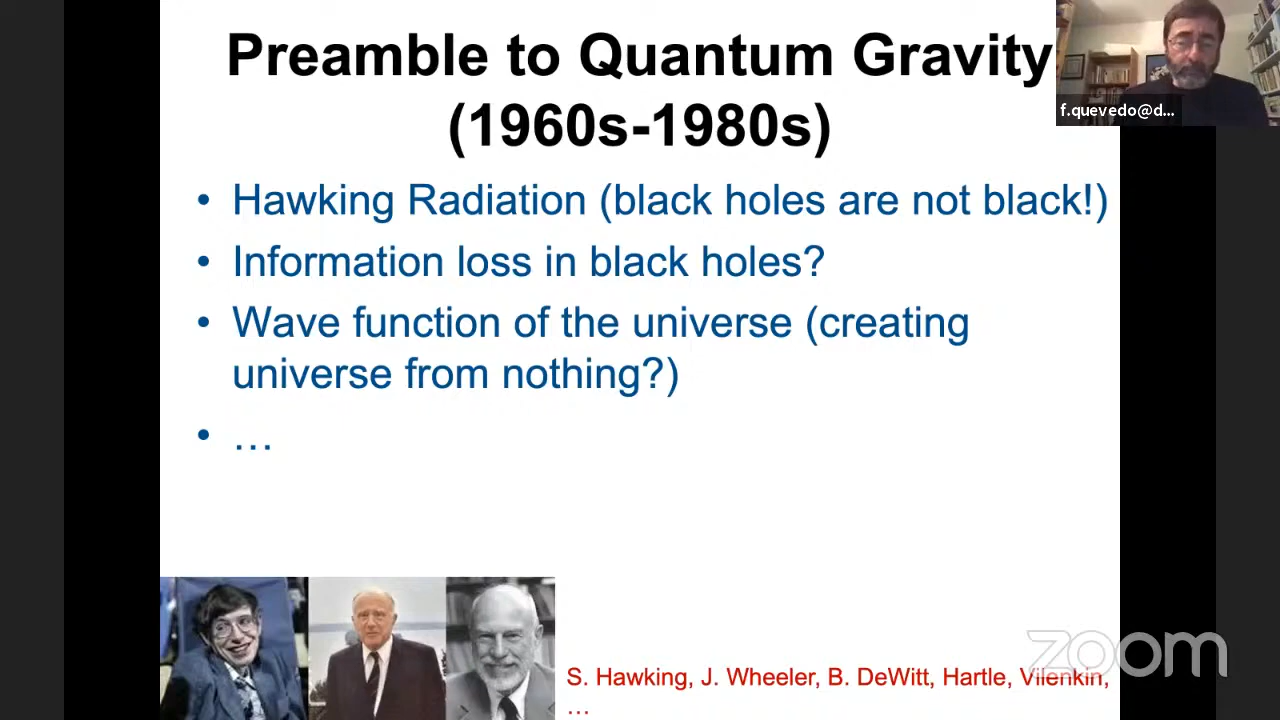 Preamble to Quantum Gravity
(1960s-1980s)
f.quevedo@d...
• Hawking Radiation (black holes are not black!)
• Information loss in black holes?
• Wave function of the universe (creating
universe from nothing?)
• …
S. Hawking, J. Wheeler, B. DeWitt, Hartle, Vilenkin,
…
zoom